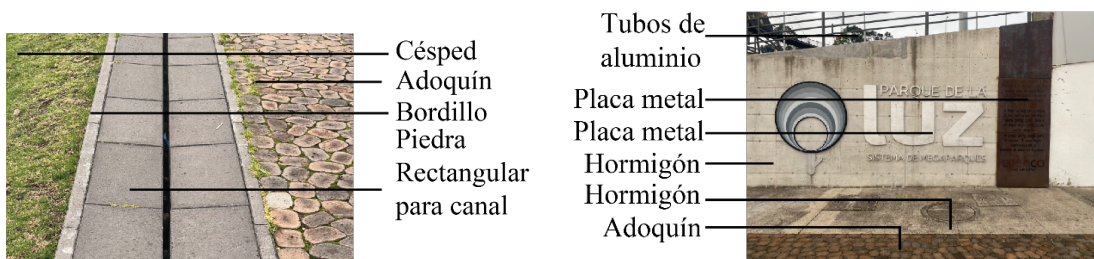 Césped
Adoquín
Bordillo
Piedra
Rectangular
para canal
Tubos de
aluminio
Placa metal
Placa metal
Hormigón
Hormigón
Adoquín
PARQUE DE LA
luz
SISTEMA DE MEGAPARQUES